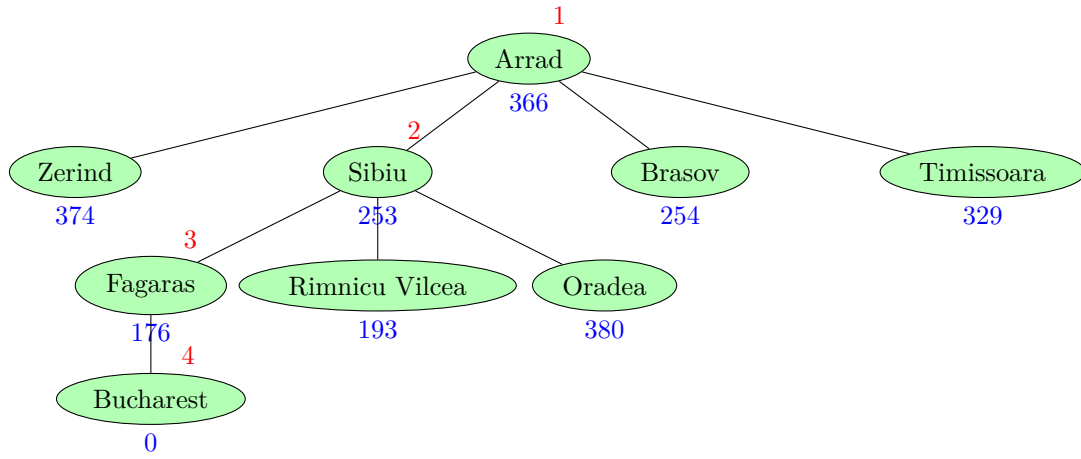 1
Arrad
366
2
Zerind Sibiu Brasov Timissoara
374 253 254 329
3
Fagaras Rimnicu Vilcea Oradea
176 193 380
4
Bucharest
0